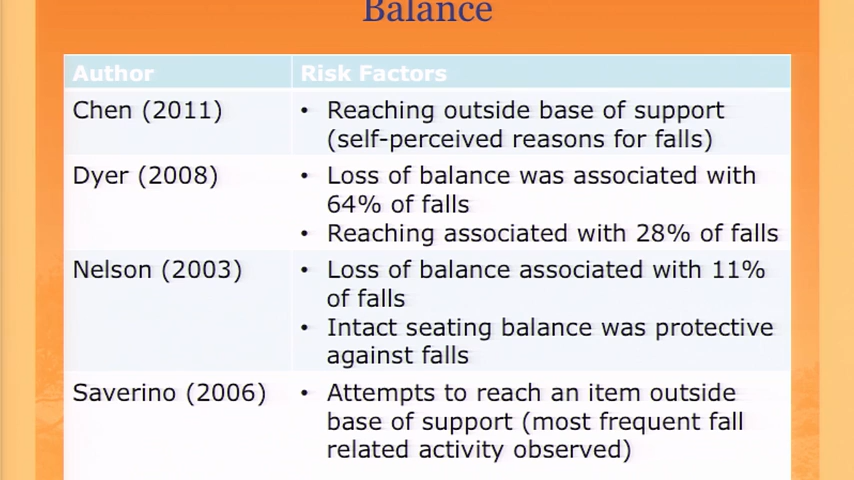 Balance
Author
Risk Factors
Chen (2011)
• Reaching outside base of support
(self-perceived reasons for falls)
Dyer (2008)
• Loss of balance was associated with
64% of falls
• Reaching associated with 28% of falls
Nelson (2003)
• Loss of balance associated with 11%
of falls
• Intact seating balance was protective
against falls
Saverino (2006)
• Attempts to reach an item outside
base of support (most frequent fall
related activity observed)